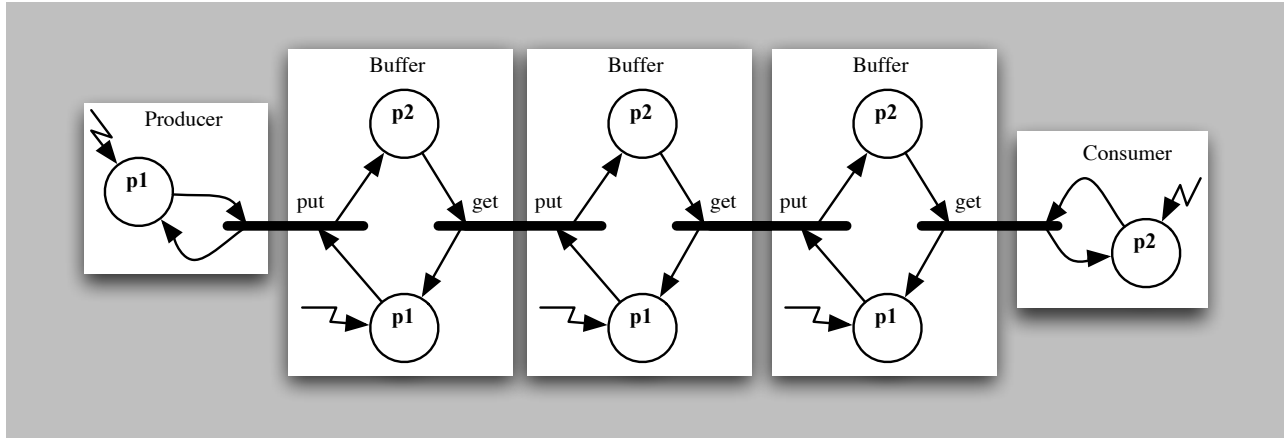 Producer
p1
Buffer
p2
put
get
p1
Buffer
p2
put
get
p1
Buffer
p2
put
get
p1
Consumer
p2